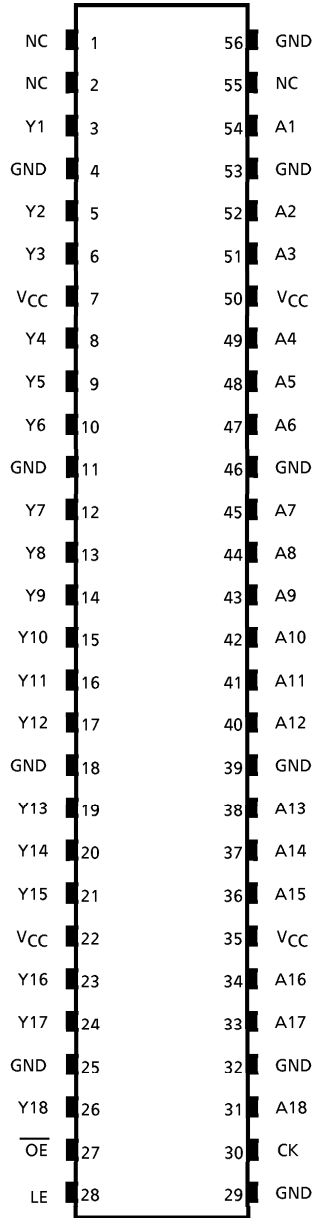 NC 1 56 GND
NC 2 55 NC
Y1 3 54 A1
GND 4 53 GND
Y2 5 52 A2
Y3 6 51 A3
VCC 7 50 VCC
Y4 8 49 A4
Y5 9 48 A5
Y6 10 47 A6
GND 11 46 GND
Y7 12 45 A7
Y8 13 44 A8
Y9 14 43 A9
Y10 15 42 A10
Y11 16 41 A11
Y12 17 40 A12
GND 18 39 GND
Y13 19 38 A13
Y14 20 37 A14
Y15 21 36 A15
VCC 22 35 VCC
Y16 23 34 A16
Y17 24 33 A17
GND 25 32 GND
Y18 26 31 A18
O̅E̅ 27 30 CK
LE 28 29 GND